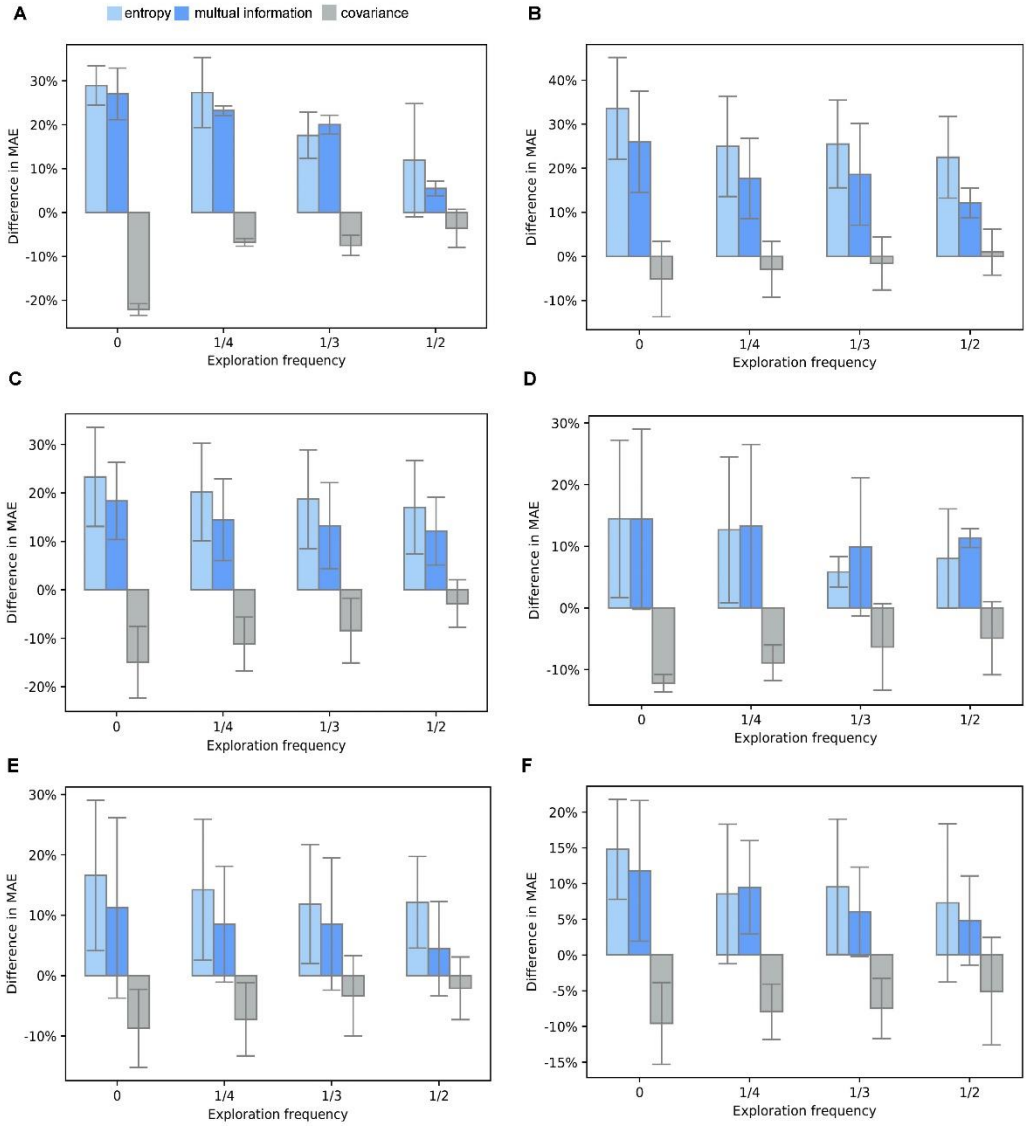 A
entropy multual information covariance
30%
20%
10%
0%
-10%
-20%
Difference in MAE
0 1/4 1/3 1/2
Exploration frequency
B
40%
30%
20%
10%
0%
-10%
Difference in MAE
0 1/4 1/3 1/2
Exploration frequency
C
30%
20%
10%
0%
-10%
-20%
Difference in MAE
0 1/4 1/3 1/2
Exploration frequency
D
30%
20%
10%
0%
-10%
Difference in MAE
0 1/4 1/3 1/2
Exploration frequency
E
30%
20%
10%
0%
-10%
Difference in MAE
0 1/4 1/3 1/2
Exploration frequency
F
20%
15%
10%
5%
0%
-5%
-10%
-15%
Difference in MAE
0 1/4 1/3 1/2
Exploration frequency